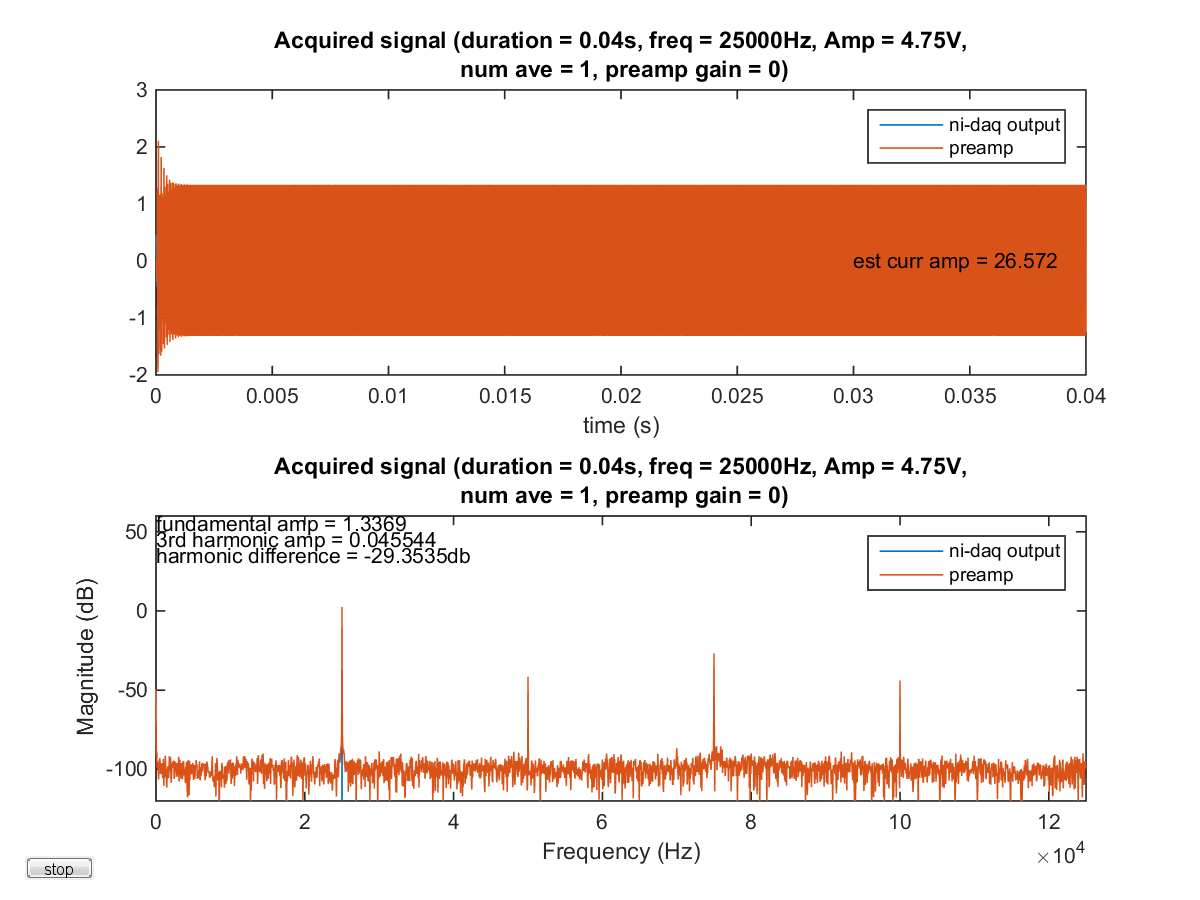 Acquired signal (duration = 0.04s, freq = 25000Hz, Amp = 4.75V,
num ave = 1, preamp gain = 0)
3
2
1
0
-1
-2
ni-daq output
preamp
est curr amp = 26.572
0
0.005
0.01
0.015
0.02
0.025
0.03
0.035
0.04
time (s)
Acquired signal (duration = 0.04s, freq = 25000Hz, Amp = 4.75V,
num ave = 1, preamp gain = 0)
fundamental amp = 1.3369
3rd harmonic amp = 0.045544
harmonic difference = -29.3535db
ni-daq output
preamp
Magnitude (dB)
50
0
-50
-100
0
2
4
6
8
10
12
Frequency (Hz)
×10⁴
stop